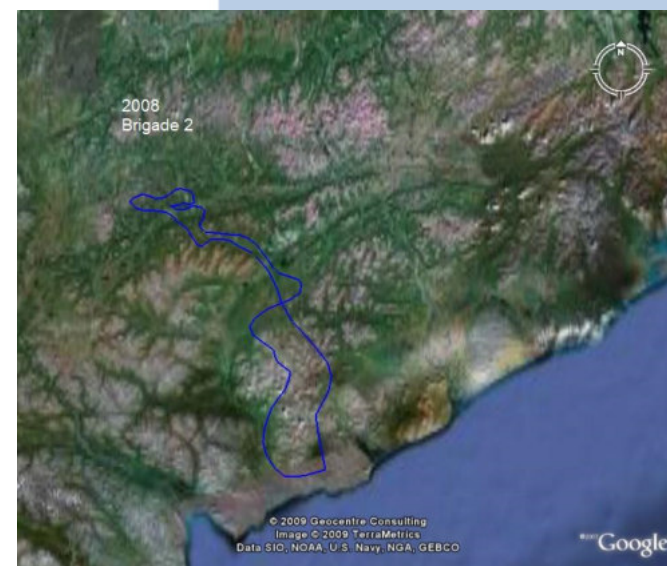 N
2008
Brigade 2
© 2009 Geocentre Consulting
Image © 2009 TerraMetrics
Data SIO, NOAA, U.S. Navy, NGA, GEBCO
Google